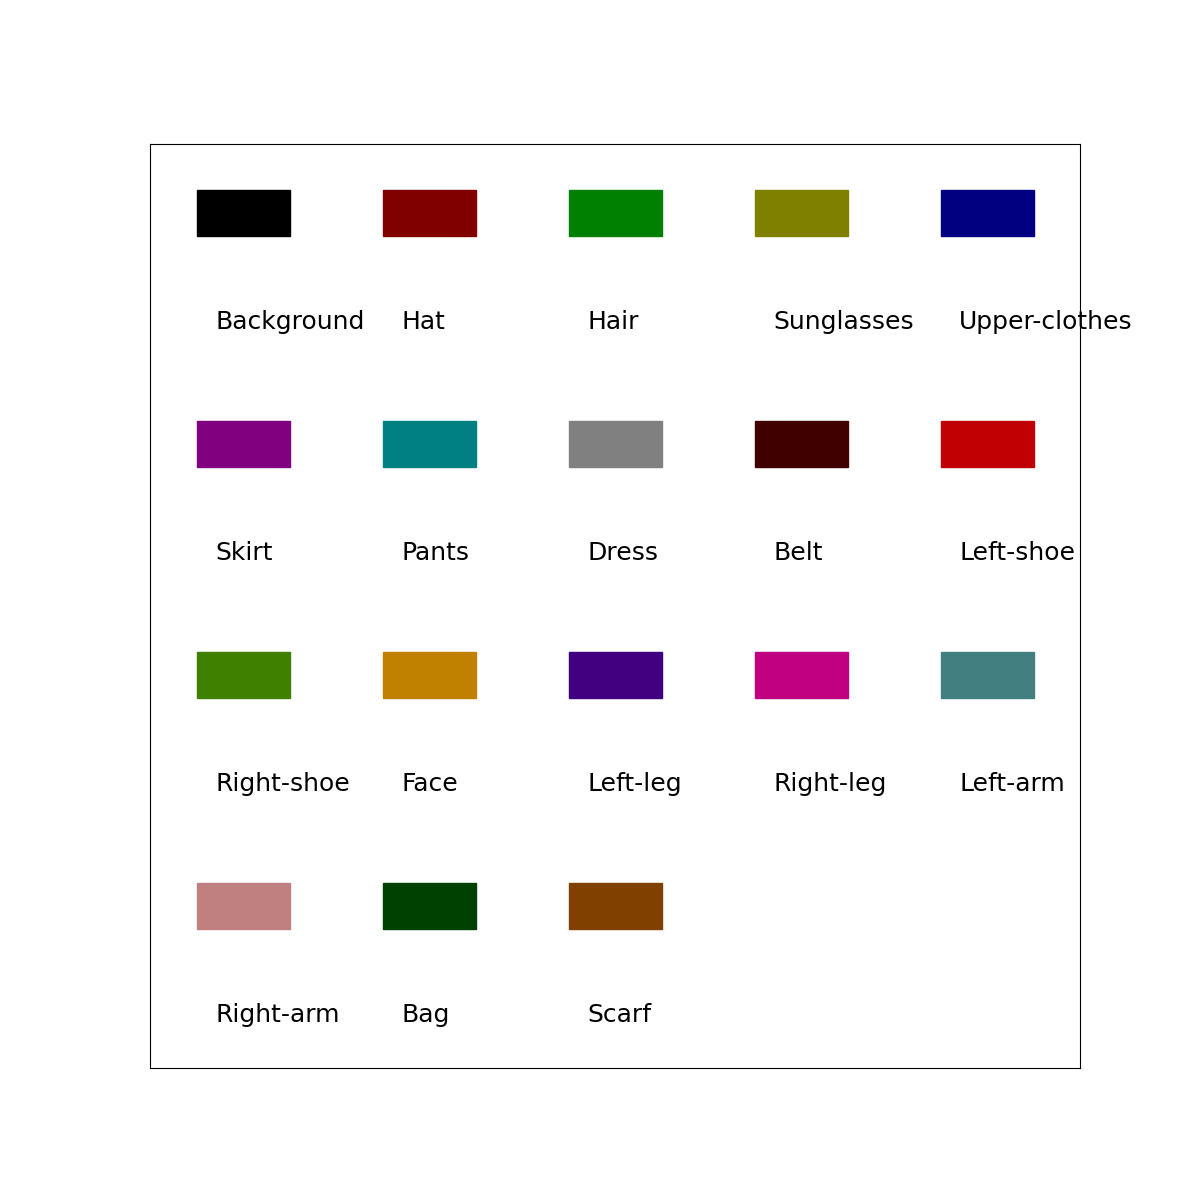 Background Hat Hair Sunglasses Upper-clothes
Skirt Pants Dress Belt Left-shoe
Right-shoe Face Left-leg Right-leg Left-arm
Right-arm Bag Scarf